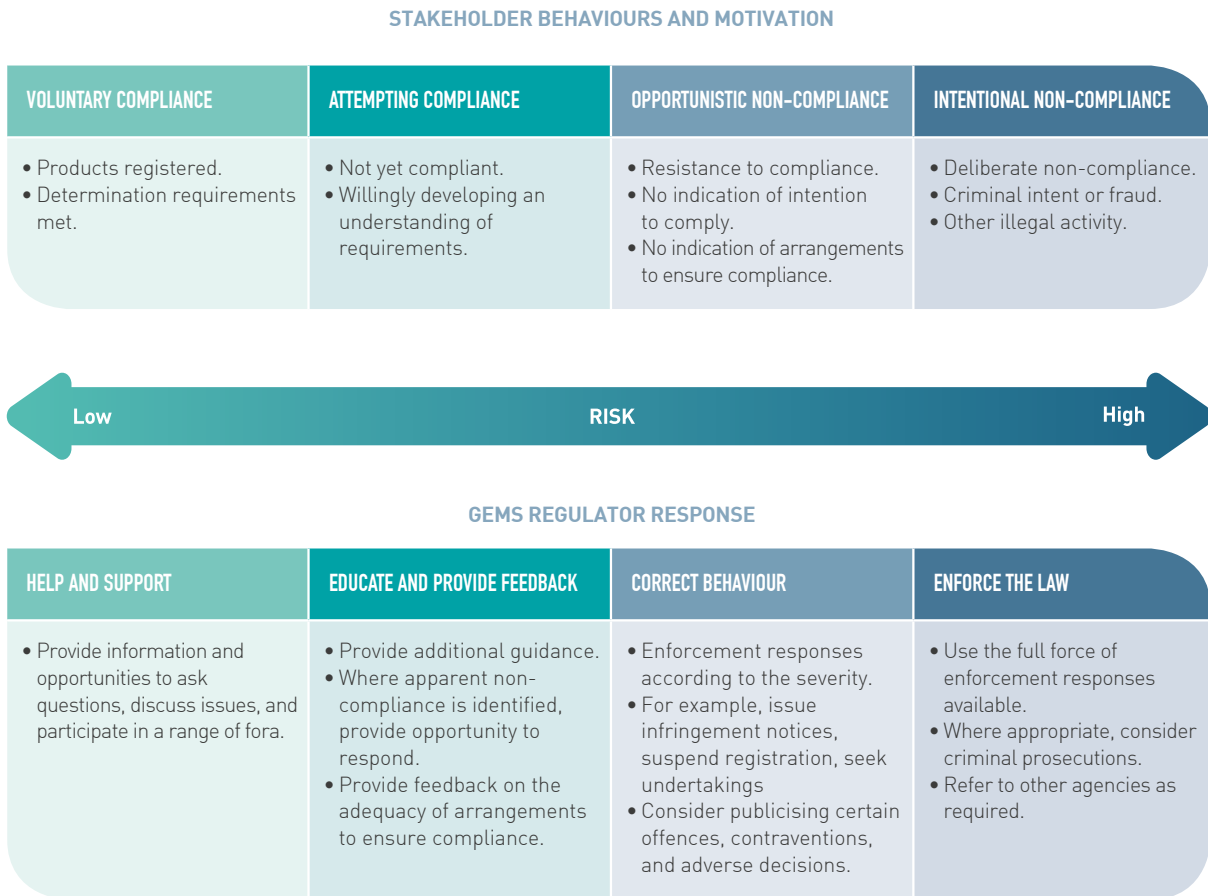 STAKEHOLDER BEHAVIOURS AND MOTIVATION
VOLUNTARY COMPLIANCE
• Products registered.
• Determination requirements
met.
ATTEMPTING COMPLIANCE
• Not yet compliant.
• Willingly developing an
understanding of
requirements.
OPPORTUNISTIC NON-COMPLIANCE
• Resistance to compliance.
• No indication of intention
to comply.
• No indication of arrangements
to ensure compliance.
INTENTIONAL NON-COMPLIANCE
• Deliberate non-compliance.
• Criminal intent or fraud.
• Other illegal activity.
Low
RISK
High
GEMS REGULATOR RESPONSE
HELP AND SUPPORT
• Provide information and
opportunities to ask
questions, discuss issues, and
participate in a range of fora.
EDUCATE AND PROVIDE FEEDBACK
• Provide additional guidance.
• Where apparent non-
compliance is identified,
provide opportunity to
respond.
• Provide feedback on the
adequacy of arrangements
to ensure compliance.
CORRECT BEHAVIOUR
• Enforcement responses
according to the severity.
• For example, issue
infringement notices,
suspend registration, seek
undertakings
• Consider publicising certain
offences, contraventions,
and adverse decisions.
ENFORCE THE LAW
• Use the full force of
enforcement responses
available.
• Where appropriate, consider
criminal prosecutions.
• Refer to other agencies as
required.